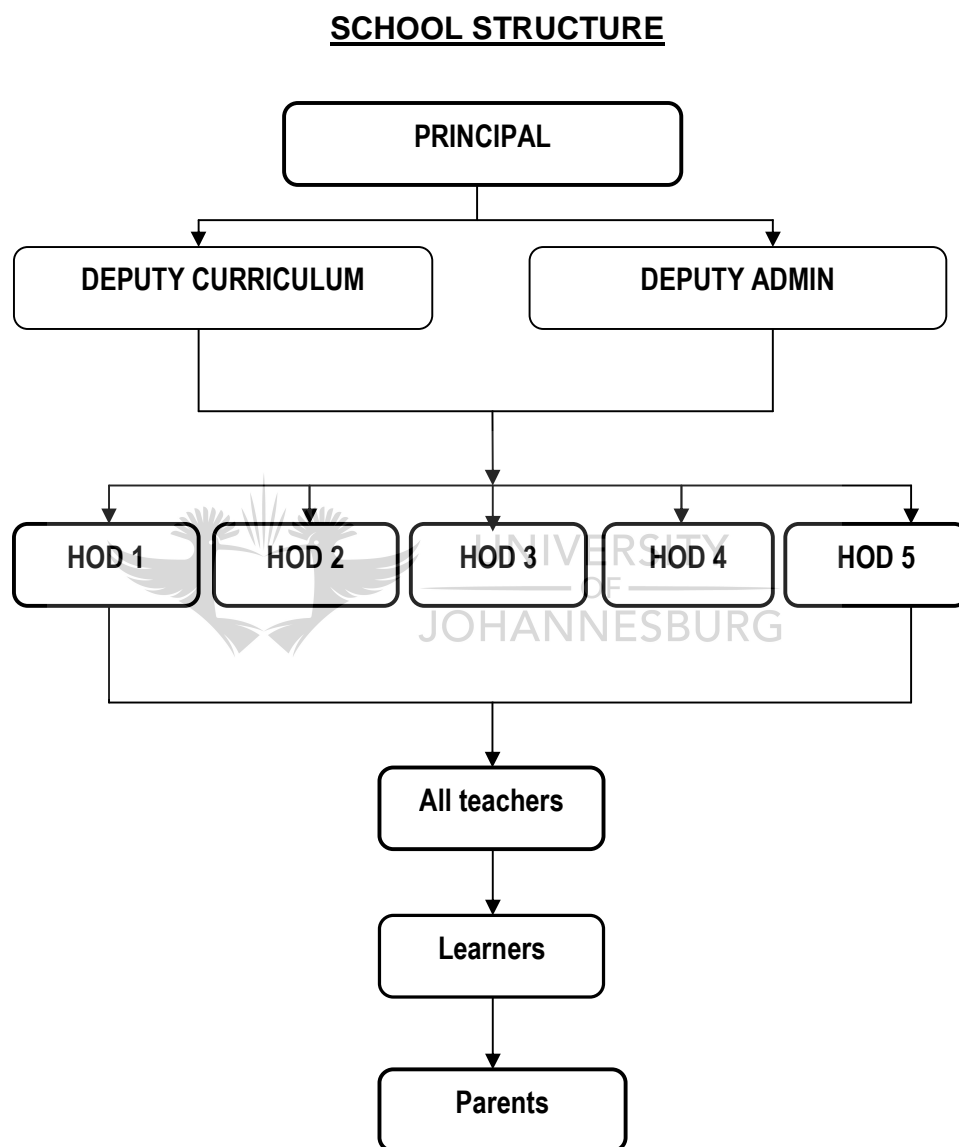 SCHOOL STRUCTURE
PRINCIPAL
DEPUTY CURRICULUM
DEPUTY ADMIN
HOD 1
HOD 2
HOD 3
HOD 4
HOD 5
UNIVERSITY
OF
JOHANNESBURG
All teachers
Learners
Parents